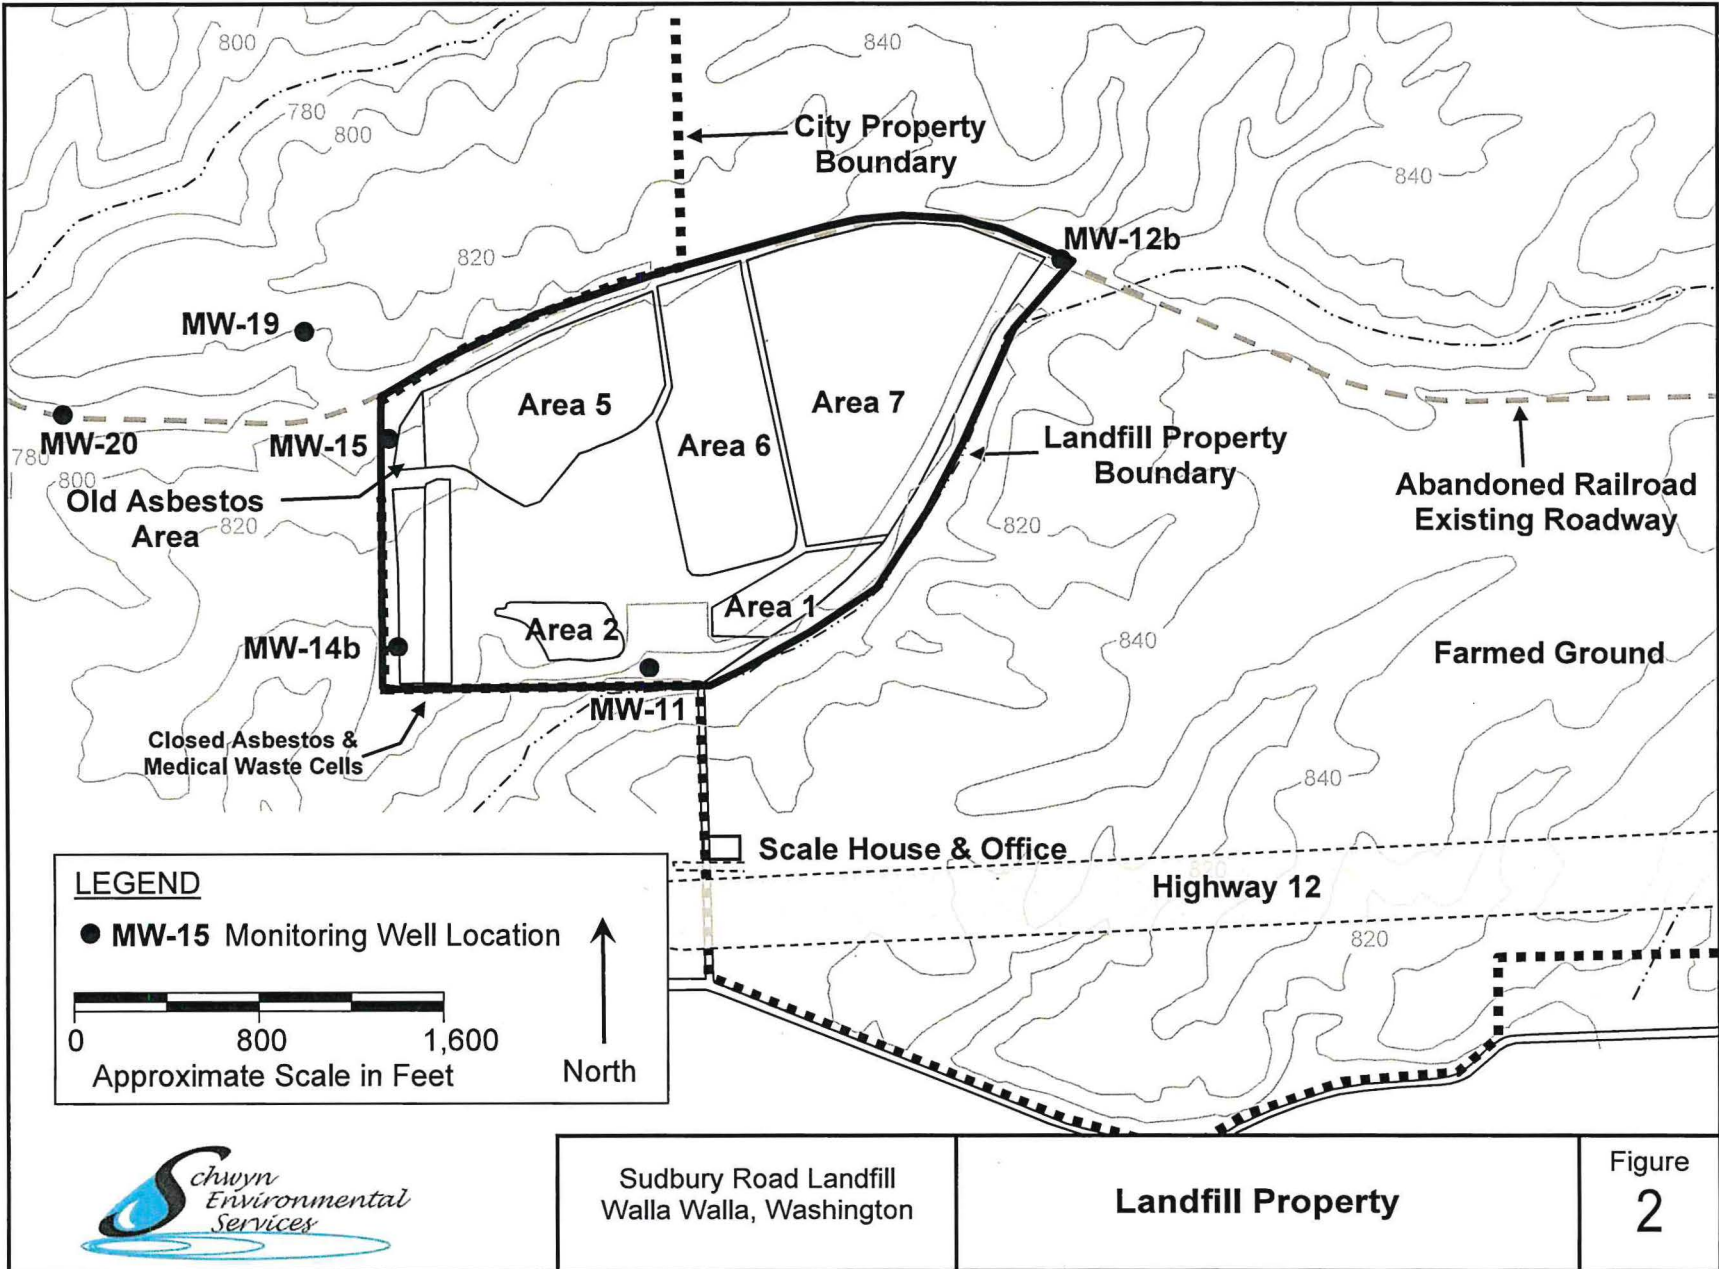 800
840
780
800
City Property
Boundary
840
MW-12b
820
MW-19
Area 5
Area 7
MW-20
MW-15
Area 6
Landfill Property
Boundary
780
800
Old Asbestos
Area
820
820
Abandoned Railroad
Existing Roadway
Area 1
Area 2
MW-14b
840
Farmed Ground
MW-11
Closed Asbestos &
Medical Waste Cells
840
Scale House & Office
820
Highway 12
820
LEGEND
MW-15 Monitoring Well Location
0 800 1,600
Approximate Scale in Feet
North
Schwyn
Environmental
Services
Sudbury Road Landfill
Walla Walla, Washington
Landfill Property
Figure
2